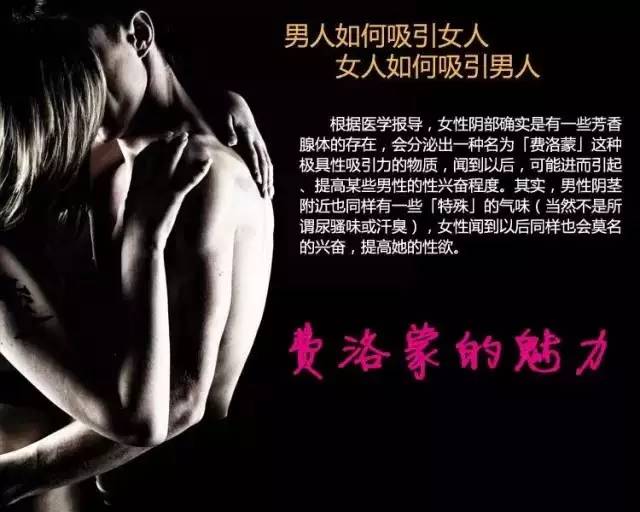 男人如何吸引女人
女人如何吸引男人
根据医学报导，女性阴部确实是有一些芳香
腺体的存在，会分泌出一种名为「费洛蒙」这种
极具性吸引力的物质，闻到以后，可能进而引起
、提高某些男性的性兴奋程度。其实，男性阴茎
附近也同样有一些「特殊」的气味（当然不是所
谓尿骚味或汗臭），女性闻到以后同样也会莫名
的兴奋，提高她的性欲。
费洛蒙的魅力